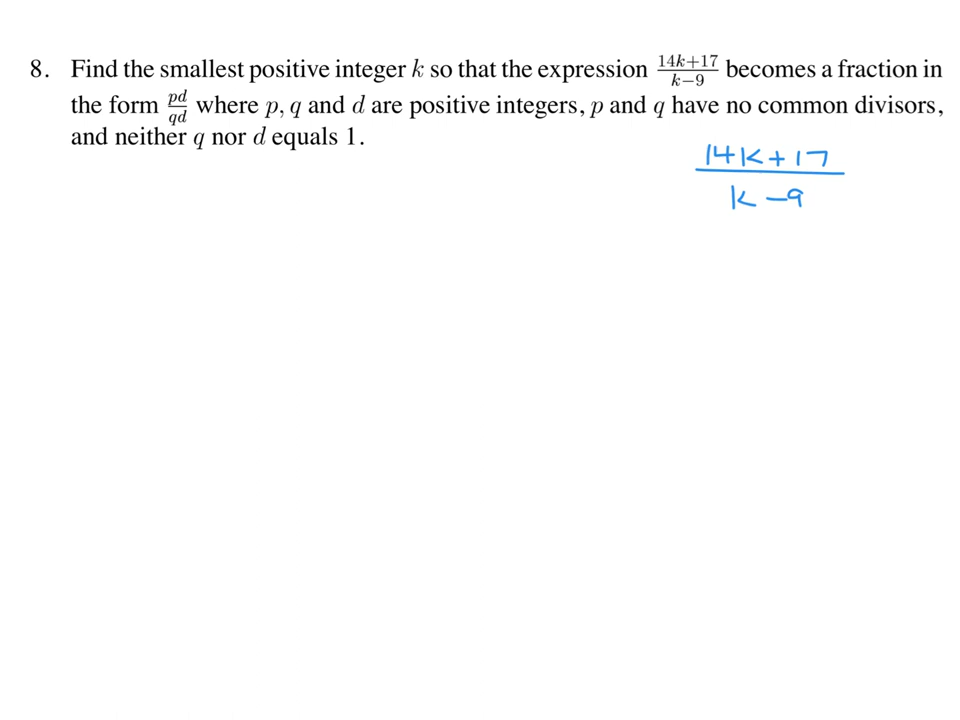 8. Find the smallest positive integer k so that the expression \frac{14k+17}{k-9} becomes a fraction in
the form \frac{pd}{qd} where p, q and d are positive integers, p and q have no common divisors,
and neither q nor d equals 1.
14k+17
k-9